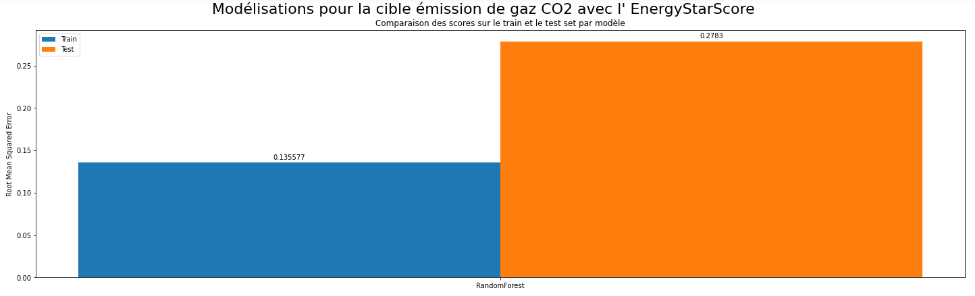 Modélisations pour la cible émission de gaz CO2 avec l' EnergyStarScore
Comparaison des scores sur le train et le test set par modèle
Train
Test
0.2783
0.135577
Root Mean Squared Error
0.25
0.20
0.15
0.10
0.05
0.00
RandomForest